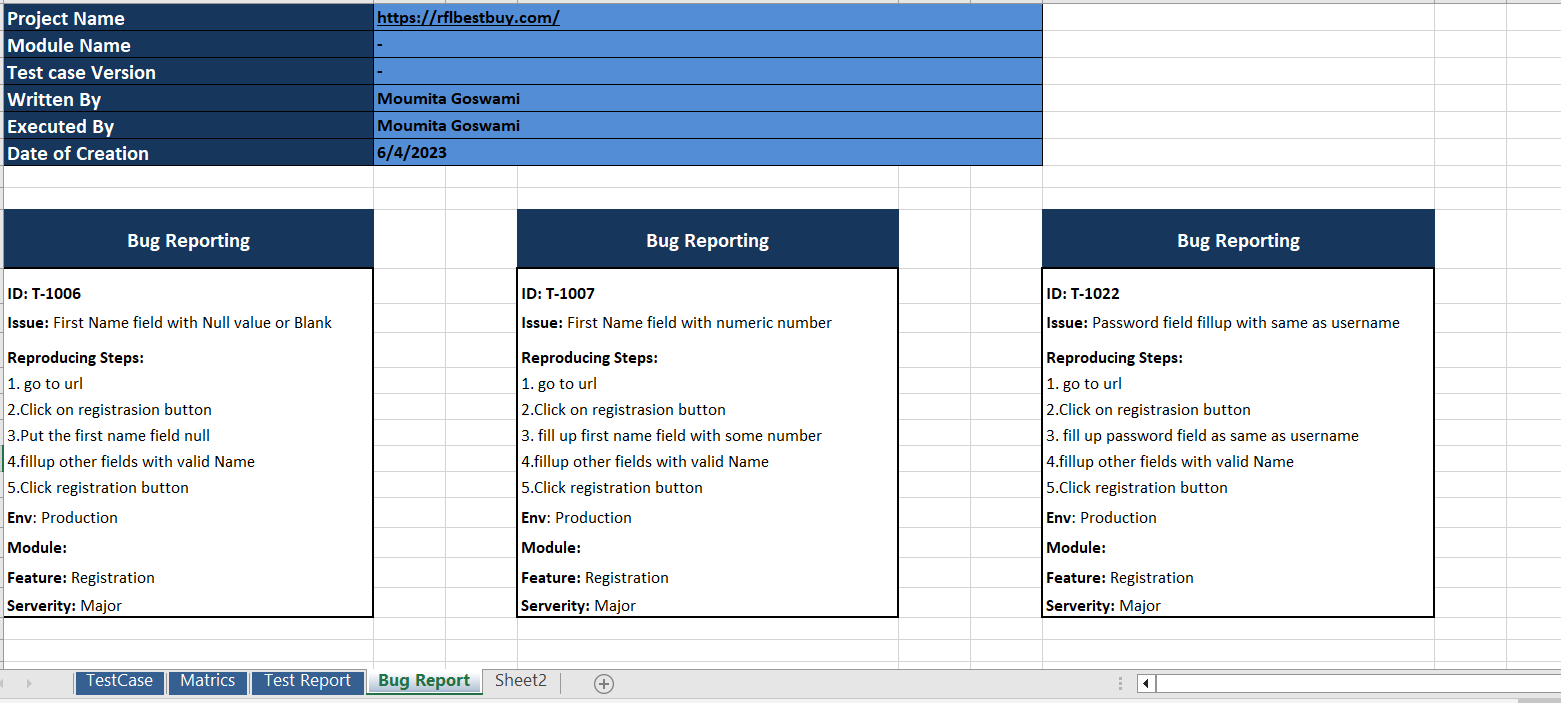 Project Name https://rflbestbuy.com/
Module Name -
Test case Version -
Written By Moumita Goswami
Executed By Moumita Goswami
Date of Creation 6/4/2023
Bug Reporting
ID: T-1006
Issue: First Name field with Null value or Blank
Reproducing Steps:
1. go to url
2.Click on registrasion button
3.Put the first name field null
4.fillup other fields with valid Name
5.Click registration button
Env: Production
Module:
Feature: Registration
Serverity: Major
Bug Reporting
ID: T-1007
Issue: First Name field with numeric number
Reproducing Steps:
1. go to url
2.Click on registrasion button
3. fill up first name field with some number
4.fillup other fields with valid Name
5.Click registration button
Env: Production
Module:
Feature: Registration
Serverity: Major
Bug Reporting
ID: T-1022
Issue: Password field fillup with same as username
Reproducing Steps:
1. go to url
2.Click on registrasion button
3. fill up password field as same as username
4.fillup other fields with valid Name
5.Click registration button
Env: Production
Module:
Feature: Registration
Serverity: Major
TestCase Matrics Test Report Bug Report Sheet2